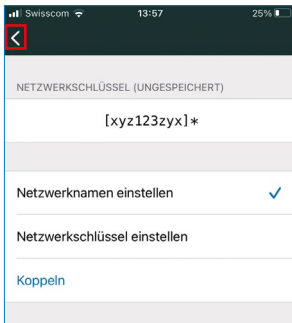 Swisscom 13:57 25%
NETZWERKSCHLÜSSEL (UNGESPEICHERT)
[xyz123zyx]*
Netzwerknamen einstellen
Netzwerkschlüssel einstellen
Koppeln